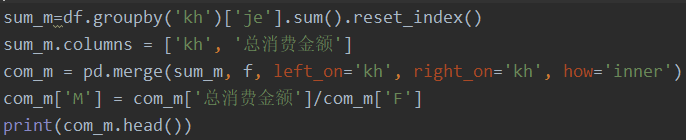 sum_m=df.groupby('kh')['je'].sum().reset_index()
sum_m.columns = ['kh', '总消费金额']
com_m = pd.merge(sum_m, f, left_on='kh', right_on='kh', how='inner')
com_m['M'] = com_m['总消费金额']/com_m['F']
print(com_m.head())